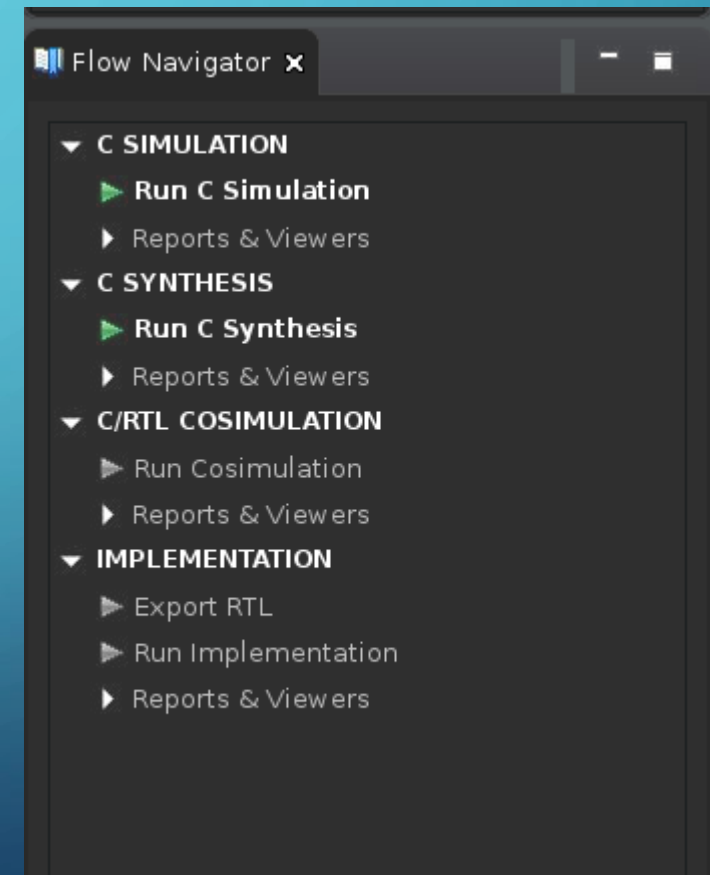 Flow Navigator
C SIMULATION
Run C Simulation
Reports & Viewers
C SYNTHESIS
Run C Synthesis
Reports & Viewers
C/RTL COSIMULATION
Run Cosimulation
Reports & Viewers
IMPLEMENTATION
Export RTL
Run Implementation
Reports & Viewers